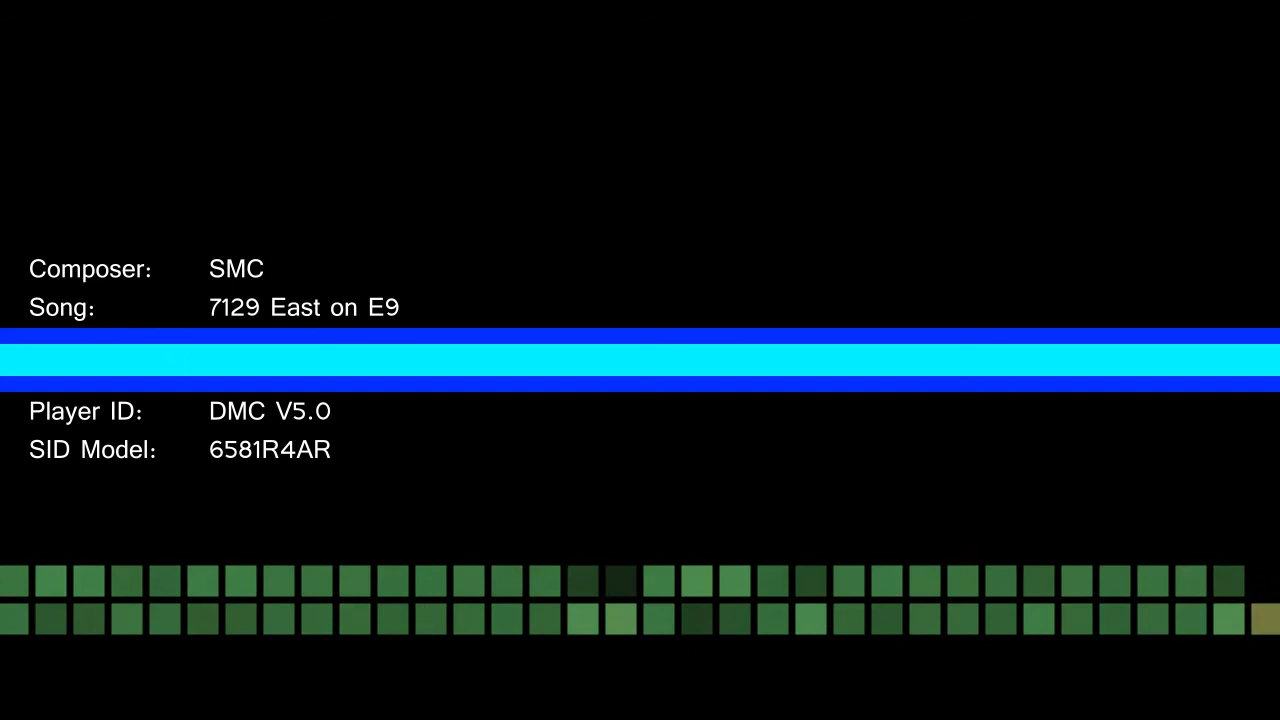 Composer: SMC
Song: 7129 East on E9
Player ID: DMC V5.0
SID Model: 6581R4AR